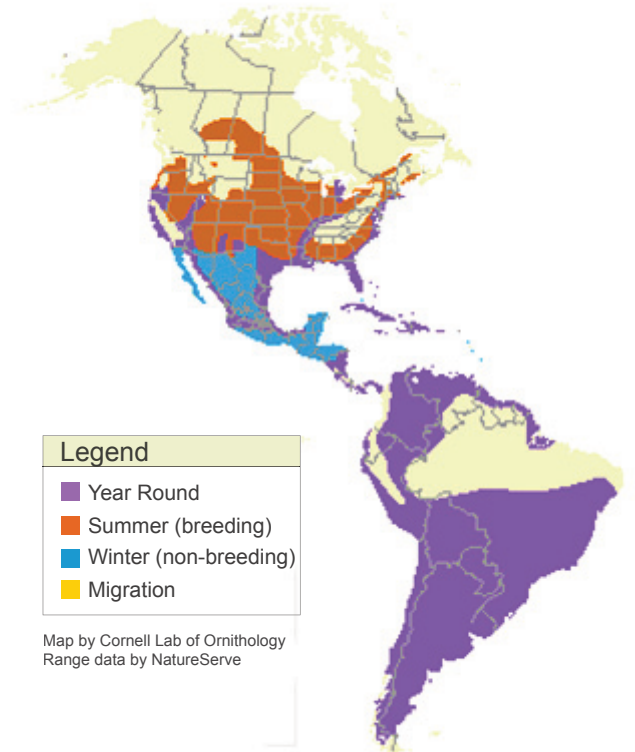 Legend
Year Round
Summer (breeding)
Winter (non-breeding)
Migration
Map by Cornell Lab of Ornithology
Range data by NatureServe